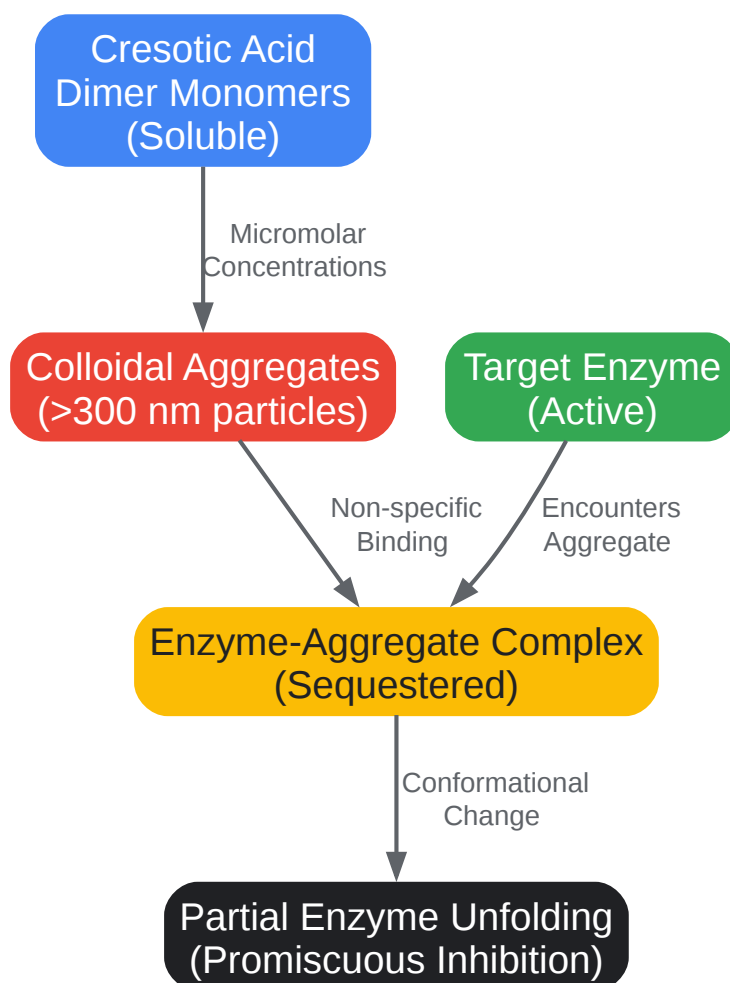 Cresotic Acid
Dimer Monomers
(Soluble)
Micromolar
Concentrations
Colloidal Aggregates
(>300 nm particles)
Target Enzyme
(Active)
Non-specific
Binding
Encounters
Aggregate
Enzyme-Aggregate Complex
(Sequestered)
Conformational
Change
Partial Enzyme Unfolding
(Promiscuous Inhibition)